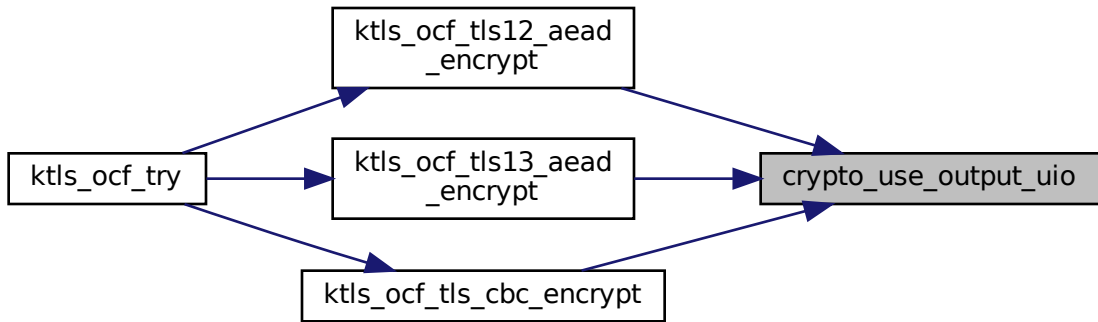 ktls_ocf_tls12_aead
_encrypt
ktls_ocf_try
ktls_ocf_tls13_aead
_encrypt
crypto_use_output_uio
ktls_ocf_tls_cbc_encrypt